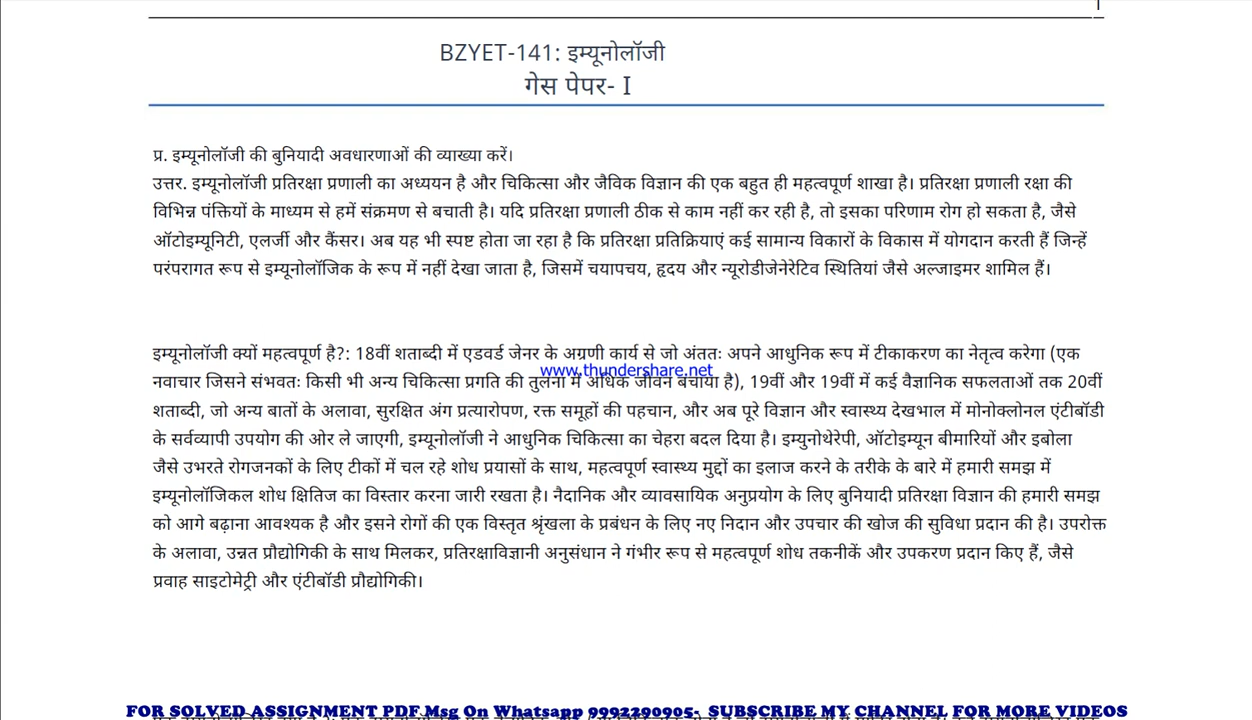 1
BZYET-141: इम्यूनोलॉजी
गेस पेपर- I
प्र. इम्यूनोलॉजी की बुनियादी अवधारणाओं की व्याख्या करें।
उत्तर. इम्यूनोलॉजी प्रतिरक्षा प्रणाली का अध्ययन है और चिकित्सा और जैविक विज्ञान की एक बहुत ही महत्वपूर्ण शाखा है। प्रतिरक्षा प्रणाली रक्षा की
विभिन्न पंक्तियों के माध्यम से हमें संक्रमण से बचाती है। यदि प्रतिरक्षा प्रणाली ठीक से काम नहीं कर रही है, तो इसका परिणाम रोग हो सकता है, जैसे
ऑटोइम्यूनिटी, एलर्जी और कैंसर। अब यह भी स्पष्ट होता जा रहा है कि प्रतिरक्षा प्रतिक्रियाएं कई सामान्य विकारों के विकास में योगदान करती हैं जिन्हें
परंपरागत रूप से इम्यूनोलॉजिक के रूप में नहीं देखा जाता है, जिसमें चयापचय, हृदय और न्यूरोडीजेनेरेटिव स्थितियां जैसे अल्जाइमर शामिल हैं।
इम्यूनोलॉजी क्यों महत्वपूर्ण है?: 18वीं शताब्दी में एडवर्ड जेनर के अग्रणी कार्य से जो अंततः अपने आधुनिक रूप में टीकाकरण का नेतृत्व करेगा (एक
www.thundershare.net
नवाचार जिसने संभवतः किसी भी अन्य चिकित्सा प्रगति की तुलना में अधिक जीवन बचाया है), 19वीं और 19वीं में कई वैज्ञानिक सफलताओं तक 20वीं
शताब्दी, जो अन्य बातों के अलावा, सुरक्षित अंग प्रत्यारोपण, रक्त समूहों की पहचान, और अब पूरे विज्ञान और स्वास्थ्य देखभाल में मोनोक्लोनल एंटीबॉडी
के सर्वव्यापी उपयोग की ओर ले जाएगी, इम्यूनोलॉजी ने आधुनिक चिकित्सा का चेहरा बदल दिया है। इम्युनोथेरेपी, ऑटोइम्यून बीमारियों और इबोला
जैसे उभरते रोगजनकों के लिए टीकों में चल रहे शोध प्रयासों के साथ, महत्वपूर्ण स्वास्थ्य मुद्दों का इलाज करने के तरीके के बारे में हमारी समझ में
इम्यूनोलॉजिकल शोध क्षितिज का विस्तार करना जारी रखता है। नैदानिक और व्यावसायिक अनुप्रयोग के लिए बुनियादी प्रतिरक्षा विज्ञान की हमारी समझ
को आगे बढ़ाना आवश्यक है और इसने रोगों की एक विस्तृत श्रृंखला के प्रबंधन के लिए नए निदान और उपचार की खोज की सुविधा प्रदान की है। उपरोक्त
के अलावा, उन्नत प्रौद्योगिकी के साथ मिलकर, प्रतिरक्षाविज्ञानी अनुसंधान ने गंभीर रूप से महत्वपूर्ण शोध तकनीकें और उपकरण प्रदान किए हैं, जैसे
प्रवाह साइटोमेट्री और एंटीबॉडी प्रौद्योगिकी।
FOR SOLVED ASSIGNMENT PDF Msg On Whatsapp 9992290905- SUBSCRIBE MY CHANNEL FOR MORE VIDEOS